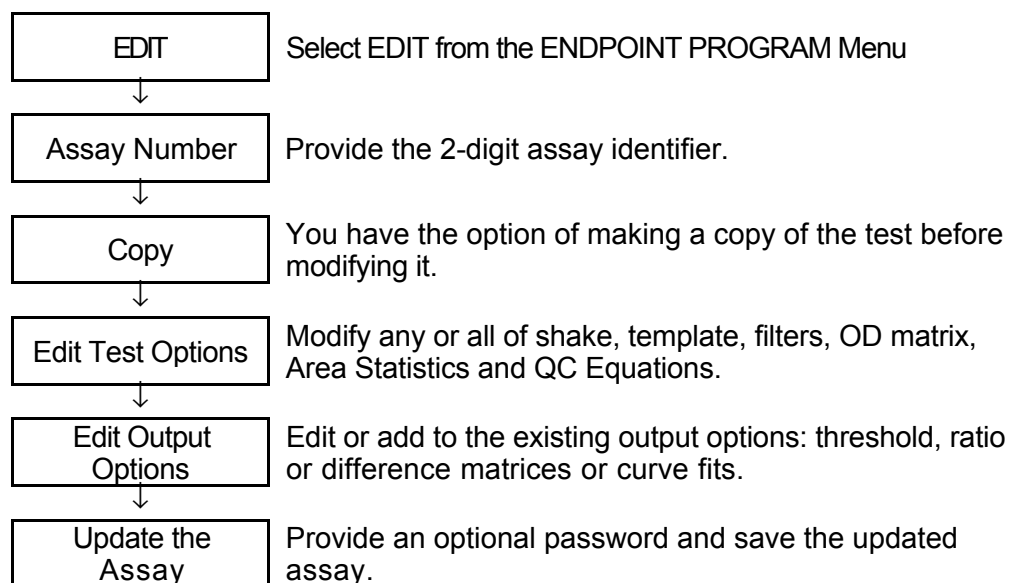 EDIT
Select EDIT from the ENDPOINT PROGRAM Menu
↓
Assay Number
Provide the 2-digit assay identifier.
↓
Copy
You have the option of making a copy of the test before
modifying it.
↓
Edit Test Options
Modify any or all of shake, template, filters, OD matrix,
Area Statistics and QC Equations.
↓
Edit Output
Options
Edit or add to the existing output options: threshold, ratio
or difference matrices or curve fits.
↓
Update the
Assay
Provide an optional password and save the updated
assay.